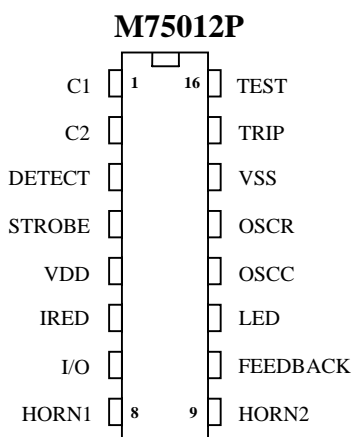 M75012P
C1 1 16 TEST
C2 TRIP
DETECT VSS
STROBE OSCR
VDD OSCC
IRED LED
I/O FEEDBACK
HORN1 8 9 HORN2